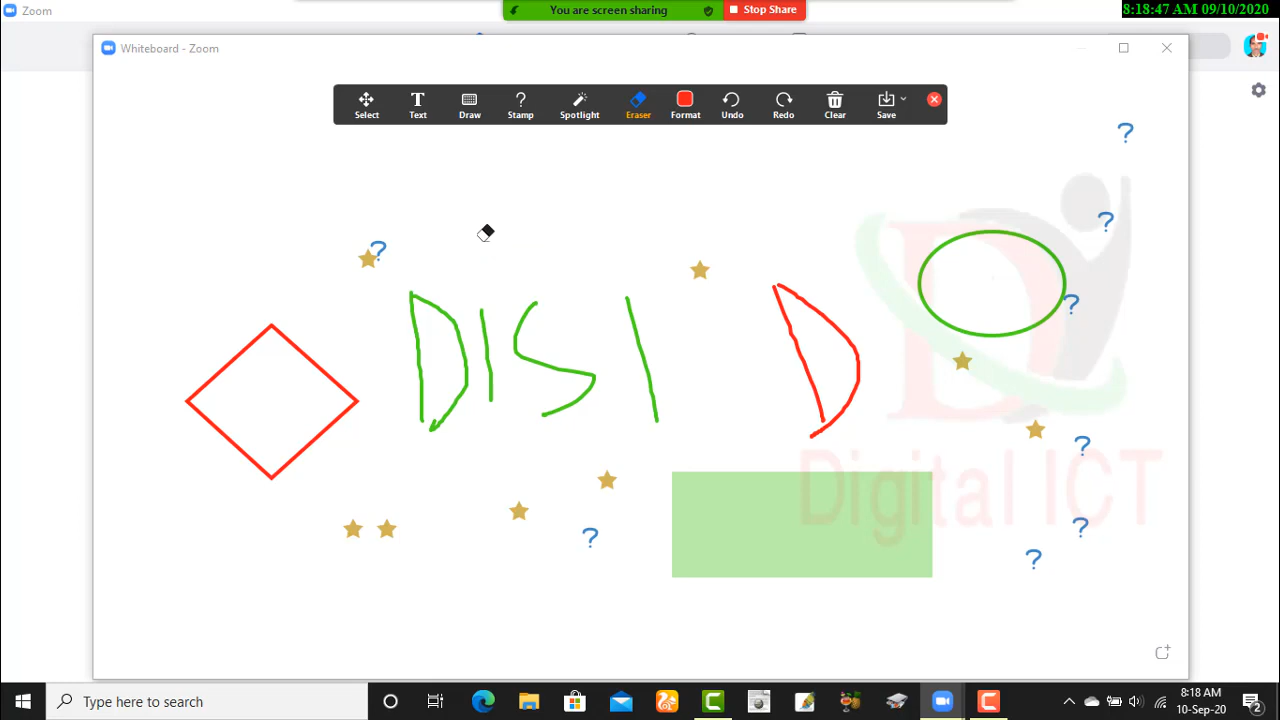 Zoom
You are screen sharing
Stop Share
8:18:47 AM 09/10/2020
Whiteboard - Zoom
Select
Text
Draw
Stamp
Spotlight
Eraser
Format
Undo
Redo
Clear
Save
DIS I D
Digital ICT
Type here to search
8:18 AM
10-Sep-20
2